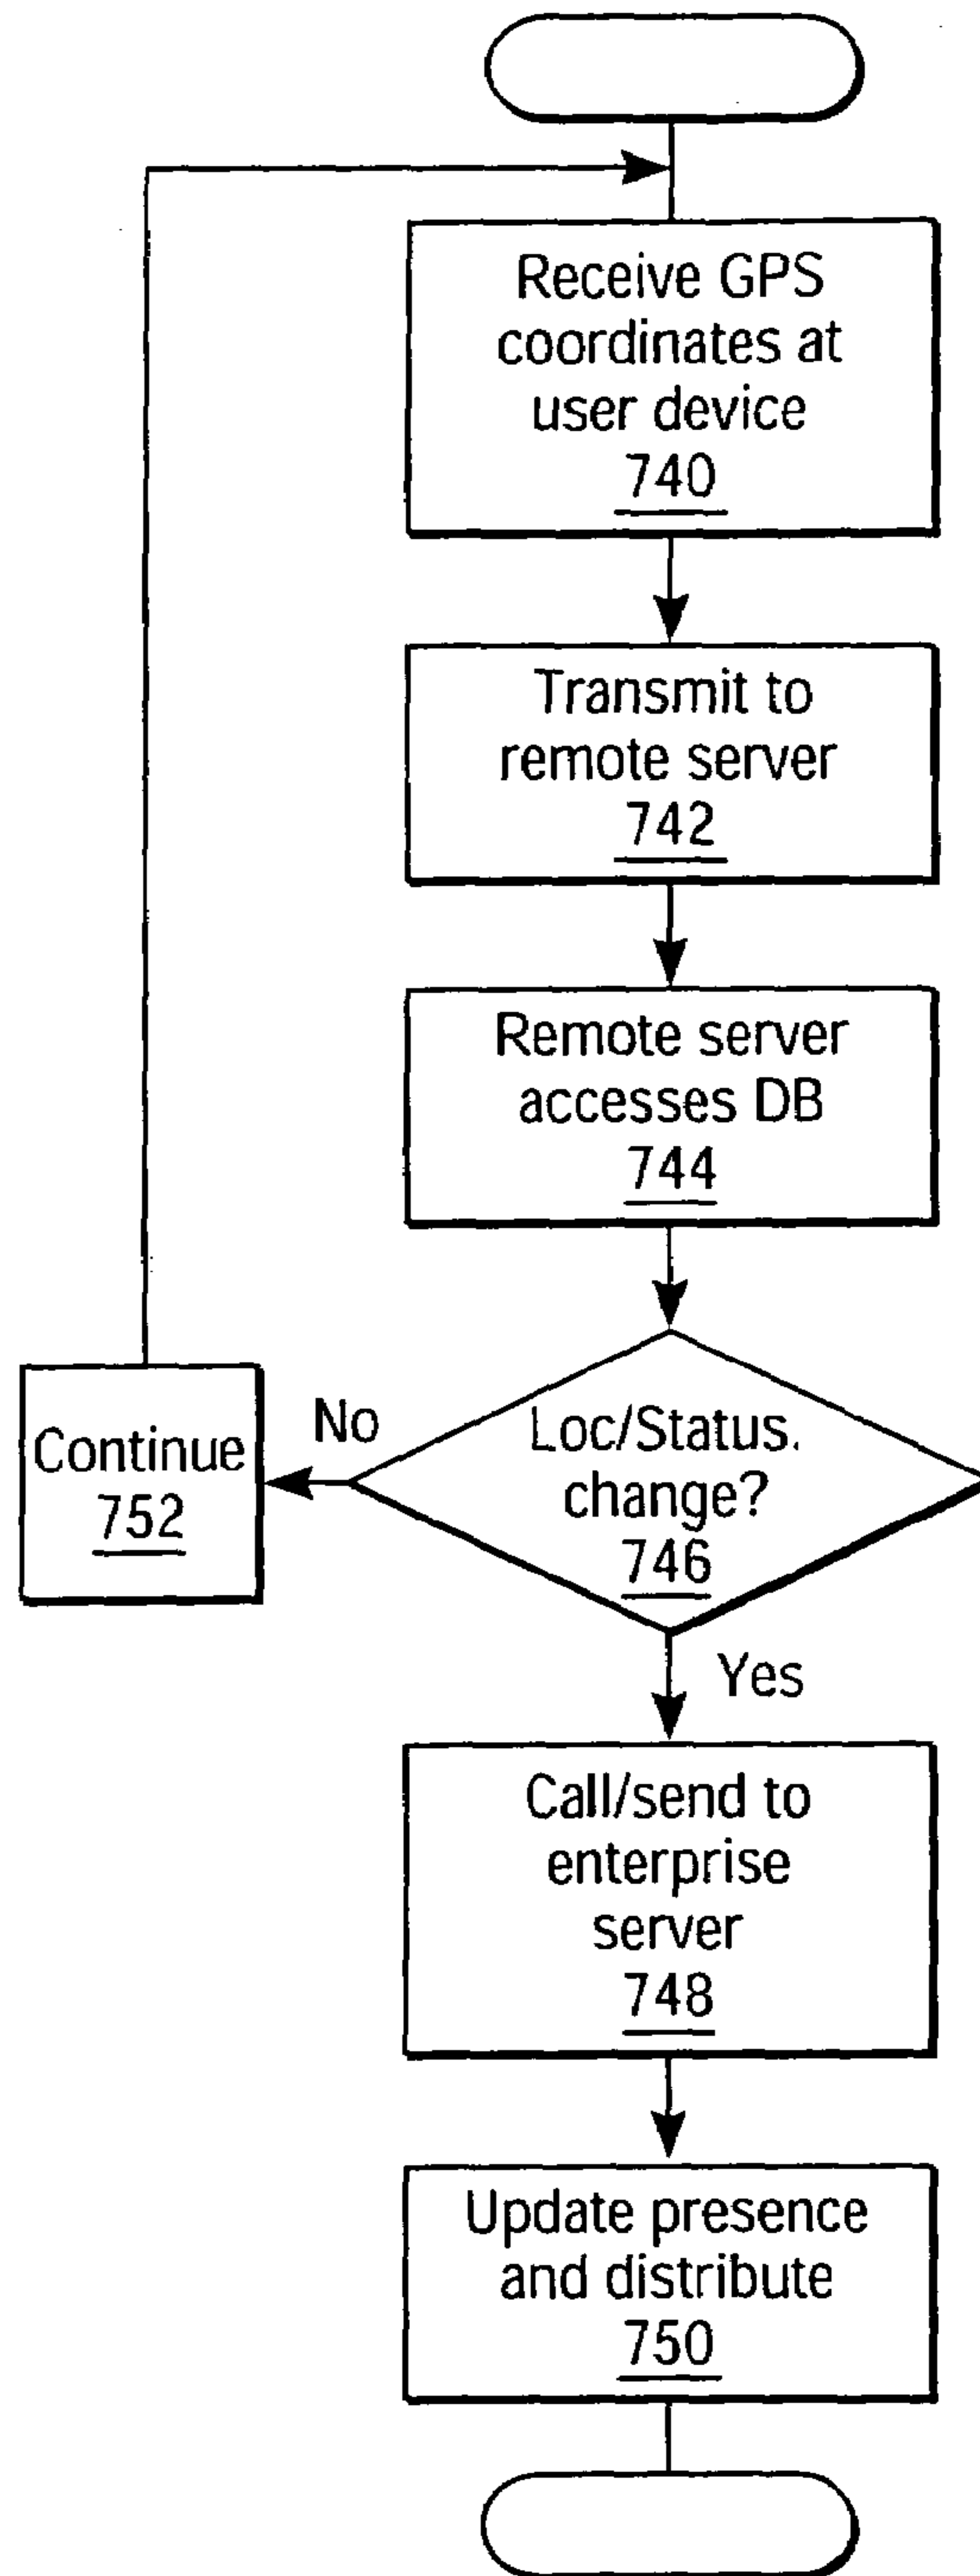 Receive GPS
coordinates at
user device
740
Transmit to
remote server
742
Remote server
accesses DB
744
Loc/Status.
change?
746
No
Continue
752
Yes
Call/send to
enterprise
server
748
Update presence
and distribute
750